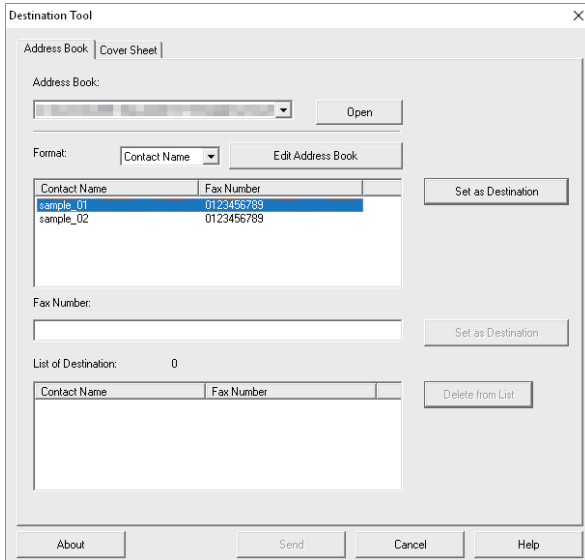 Destination Tool
Address Book Cover Sheet
Address Book:
Open
Format: Contact Name Edit Address Book
Contact Name Fax Number
sample_01 0123456789
sample_02 0123456789
Set as Destination
Fax Number:
Set as Destination
List of Destination: 0
Contact Name Fax Number
Delete from List
About Send Cancel Help